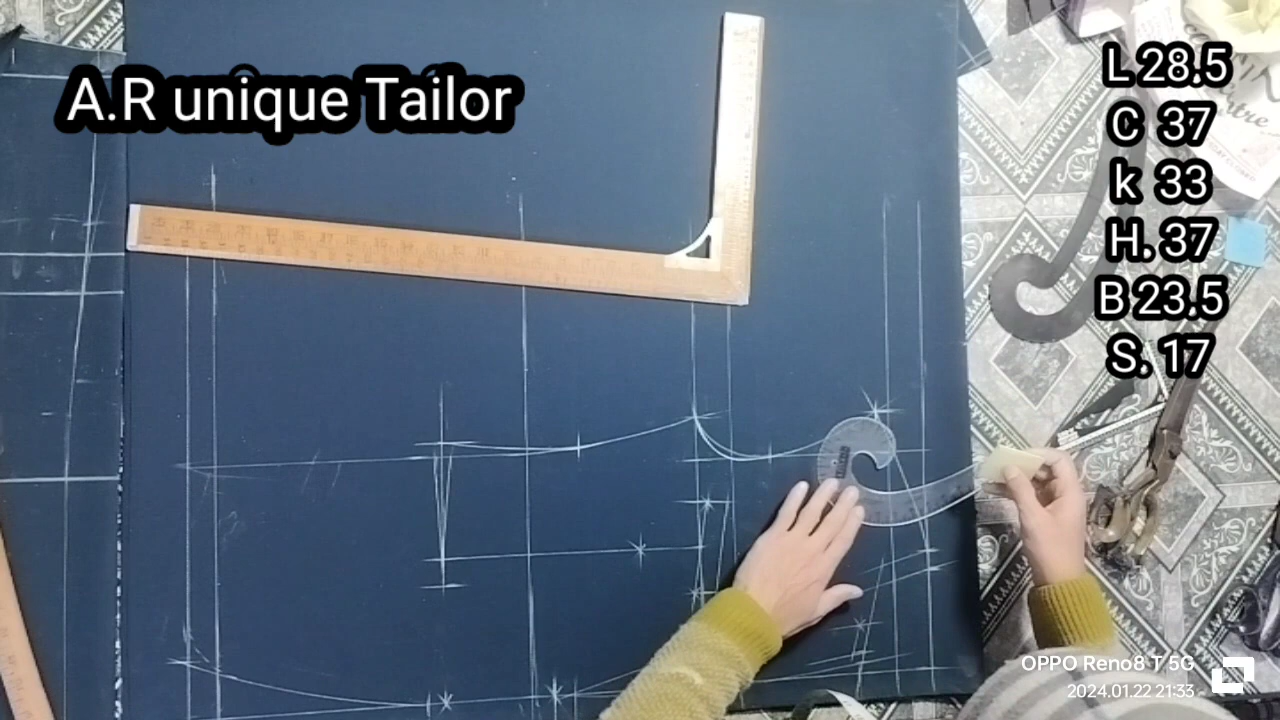 A.R unique Tailor
L 28.5
C 37
k 33
H. 37
B 23.5
S. 17
OPPO Reno8 T 5G
2024.01.22 21:33